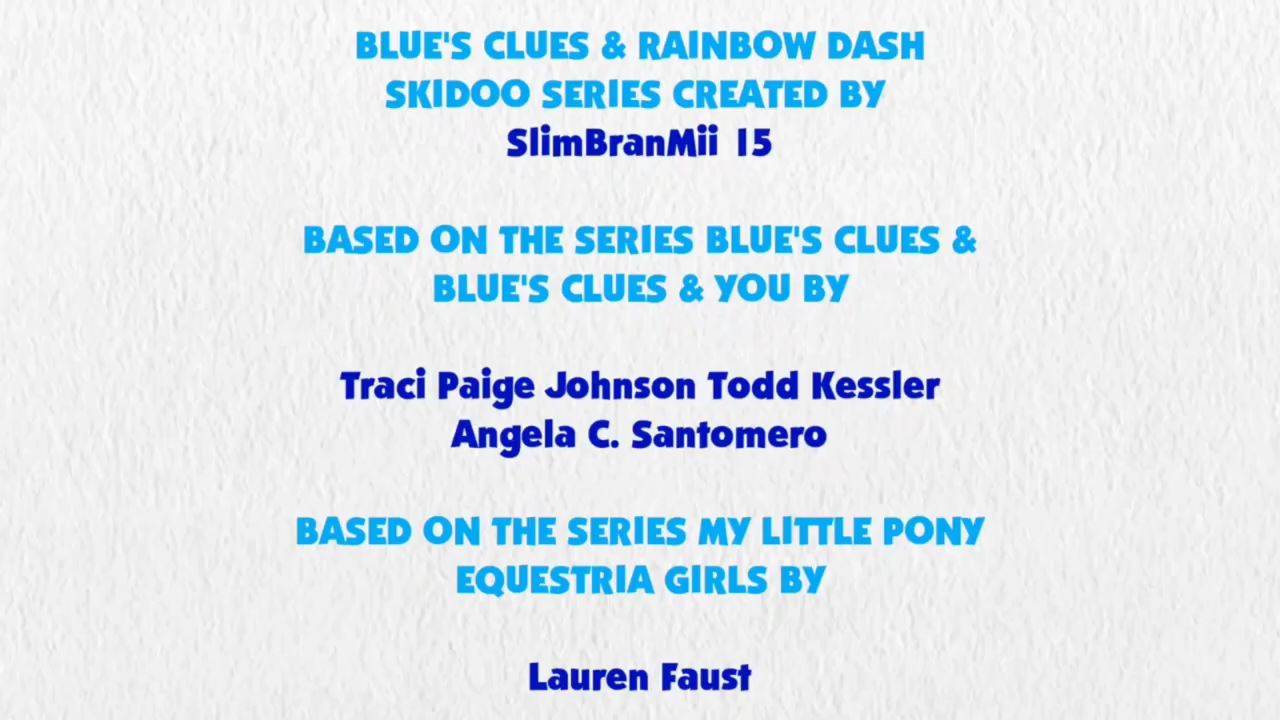 BLUE'S CLUES & RAINBOW DASH
SKIDOO SERIES CREATED BY
SlimBranMii 15
BASED ON THE SERIES BLUE'S CLUES &
BLUE'S CLUES & YOU BY
Traci Paige Johnson Todd Kessler
Angela C. Santomero
BASED ON THE SERIES MY LITTLE PONY
EQUESTRIA GIRLS BY
Lauren Faust